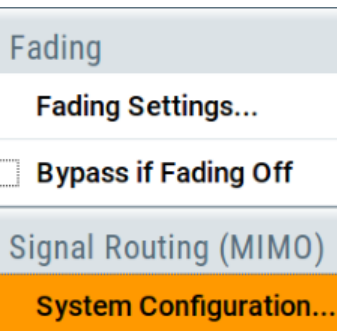 Fading
Fading Settings...
Bypass if Fading Off
Signal Routing (MIMO)
System Configuration...